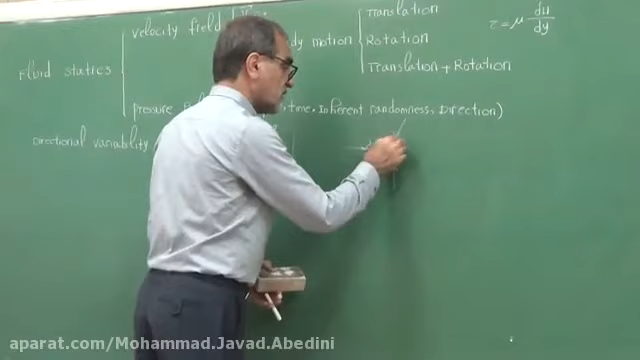 Translation
velocity field
dy motion
Rotation
τ = μ du/dy
Fluid statics
Translation + Rotation
pressure
, time, Inherent randomness, Direction)
Directional variability
aparat.com/Mohammad.Javad.Abedini